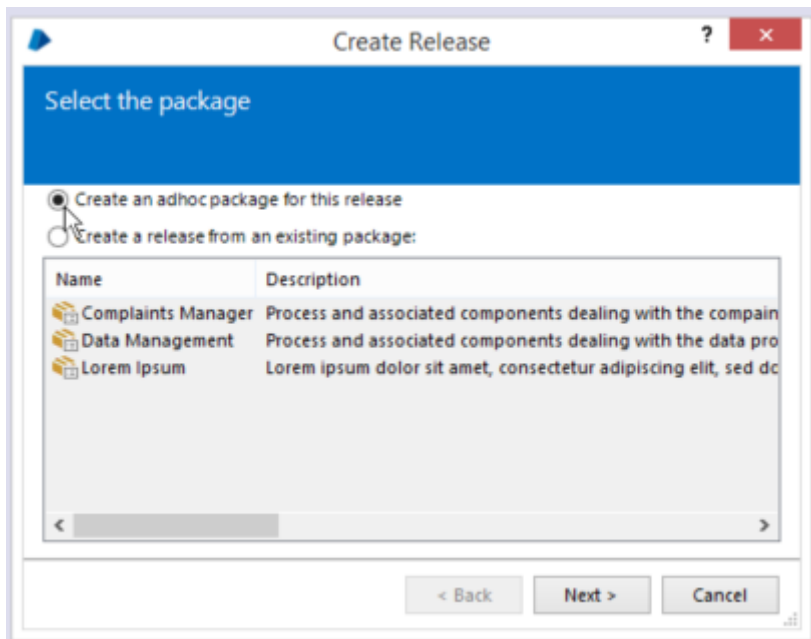 Create Release
?
Select the package
Create an adhoc package for this release
Create a release from an existing package:
Name Description
Complaints Manager Process and associated components dealing with the compain
Data Management Process and associated components dealing with the data pro
Lorem Ipsum Lorem ipsum dolor sit amet, consectetur adipiscing elit, sed dc
< Back Next > Cancel